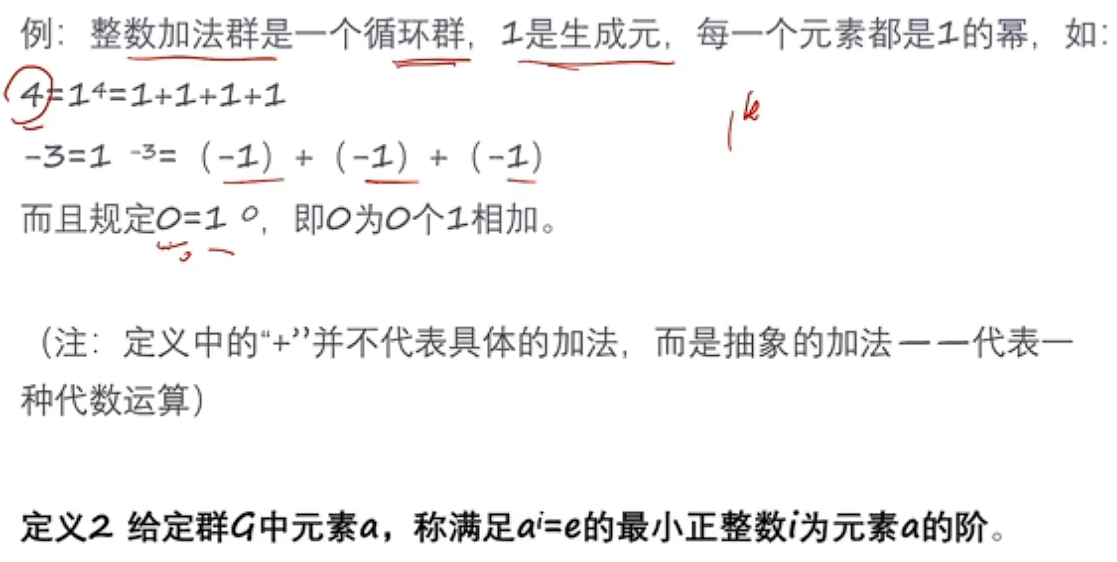 例：整数加法群是一个循环群，1是生成元，每一个元素都是1的幂，如：
4=1⁴=1+1+1+1
-3=1 ⁻³=（-1）+（-1）+（-1）
而且规定0=1 ⁰，即0为0个1相加。
1ᵏ
（注：定义中的“+”并不代表具体的加法，而是抽象的加法——代表一
种代数运算）
定义2 给定群G中元素a，称满足aⁱ=e的最小正整数i为元素a的阶。